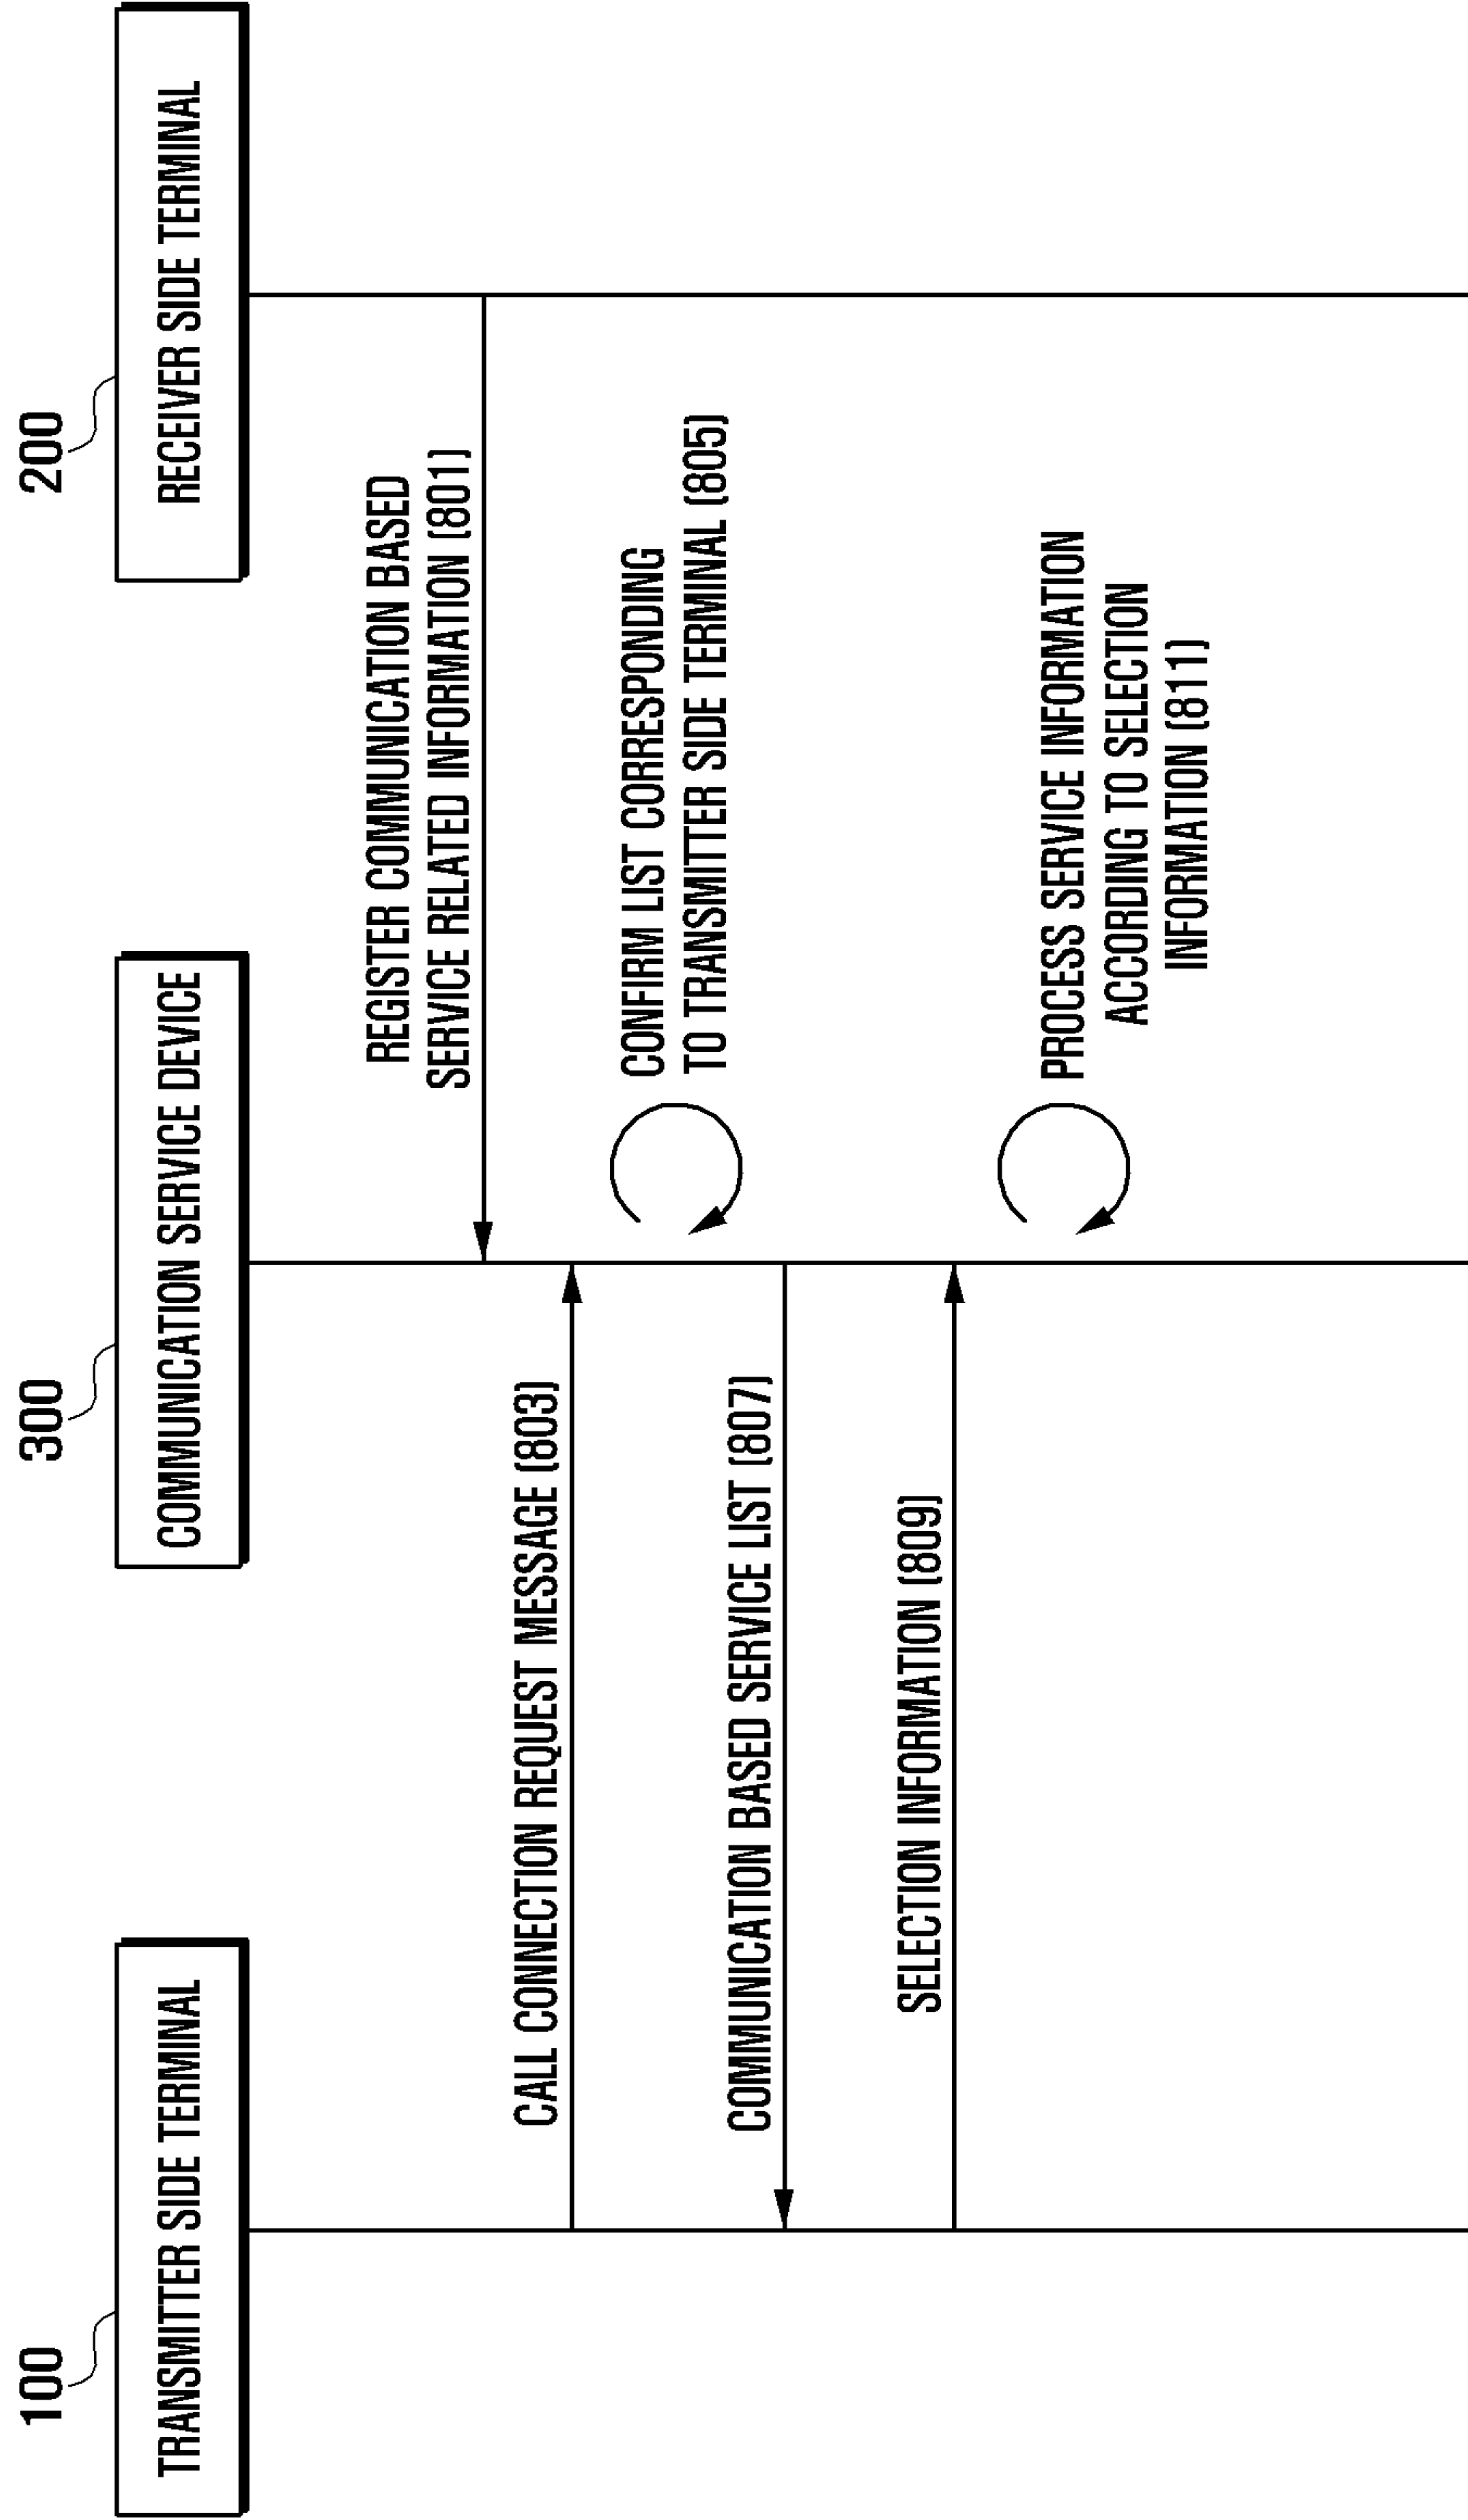 100
300
200
TRANSMITTER SIDE TERMINAL
COMMUNICATION SERVICE DEVICE
RECEIVER SIDE TERMINAL
REGISTER COMMUNICATION BASED
SERVICE RELATED INFORMATION (801)
CALL CONNECTION REQUEST MESSAGE (803)
CONFIRM LIST CORRESPONDING
TO TRANSMITTER SIDE TERMINAL (805)
COMMUNICATION BASED SERVICE LIST (807)
SELECTION INFORMATION (809)
PROCESS SERVICE INFORMATION
ACCORDING TO SELECTION
INFORMATION (811)